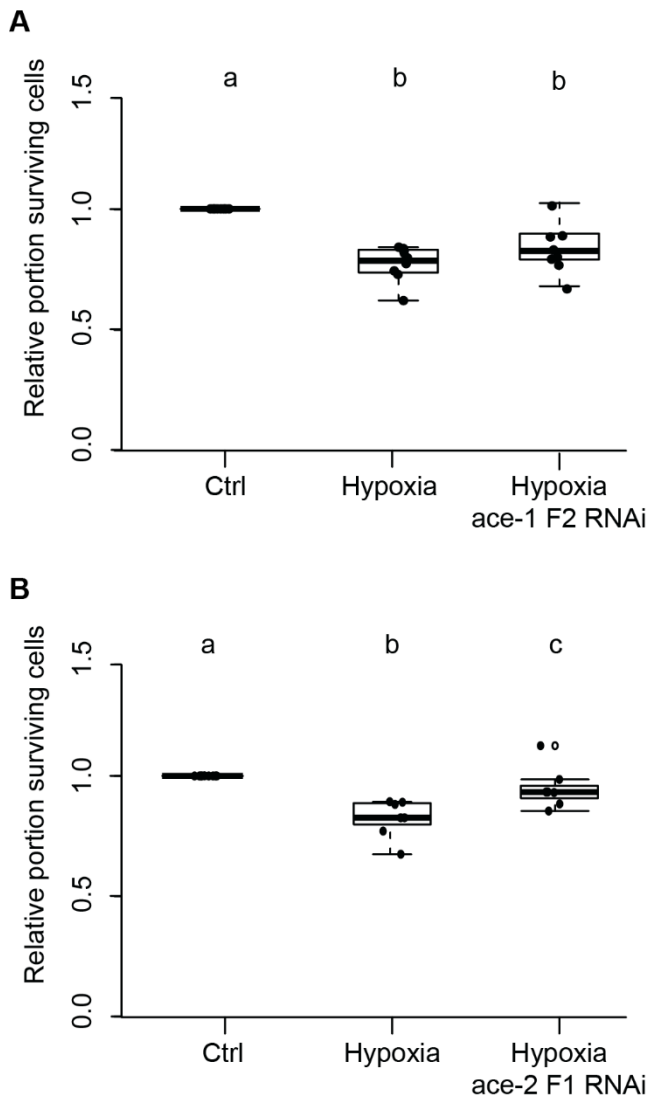 A
Relative portion surviving cells
1.5
1.0
0.5
0.0
a b b
Ctrl Hypoxia Hypoxia
ace-1 F2 RNAi
B
Relative portion surviving cells
1.5
1.0
0.5
0.0
a b c
Ctrl Hypoxia Hypoxia
ace-2 F1 RNAi